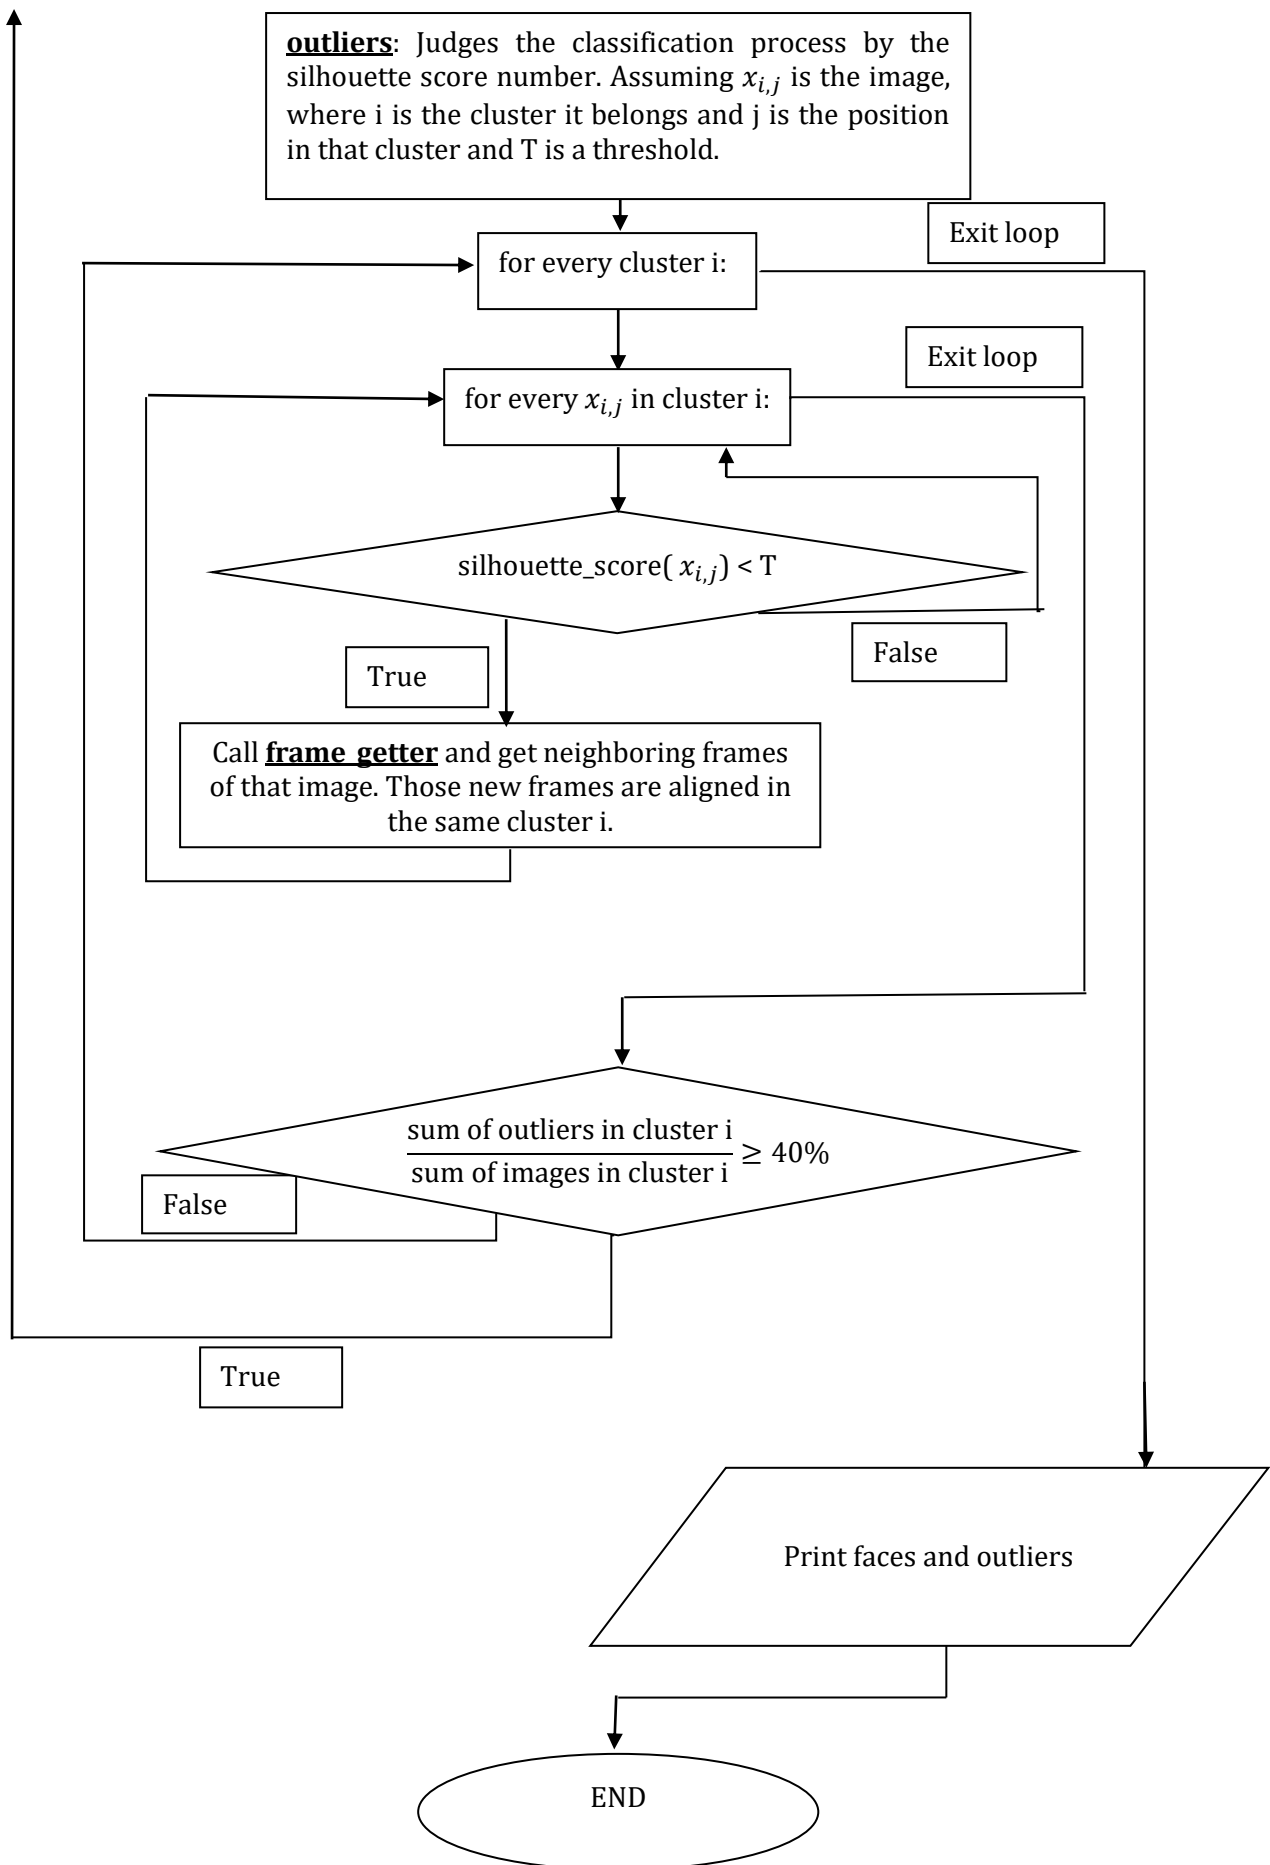 outliers: Judges the classification process by the
silhouette score number. Assuming x_{i,j} is the image,
where i is the cluster it belongs and j is the position
in that cluster and T is a threshold.
Exit loop
for every cluster i:
Exit loop
for every x_{i,j} in cluster i:
silhouette_score( x_{i,j}) < T
False
True
Call frame_getter and get neighboring frames
of that image. Those new frames are aligned in
the same cluster i.
sum of outliers in cluster i
≥ 40%
sum of images in cluster i
False
True
Print faces and outliers
END